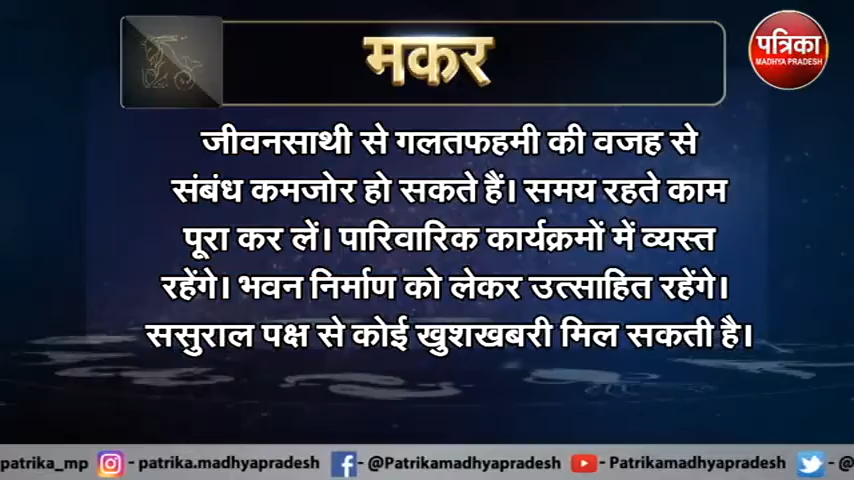 मकर
पत्रिका
MADHYA PRADESH
जीवनसाथी से गलतफहमी की वजह से
संबंध कमजोर हो सकते हैं। समय रहते काम
पूरा कर लें। पारिवारिक कार्यक्रमों में व्यस्त
रहेंगे। भवन निर्माण को लेकर उत्साहित रहेंगे।
ससुराल पक्ष से कोई खुशखबरी मिल सकती है।
patrika_mp - patrika.madhyapradesh - @Patrikamadhyapradesh - Patrikamadhyapradesh - @